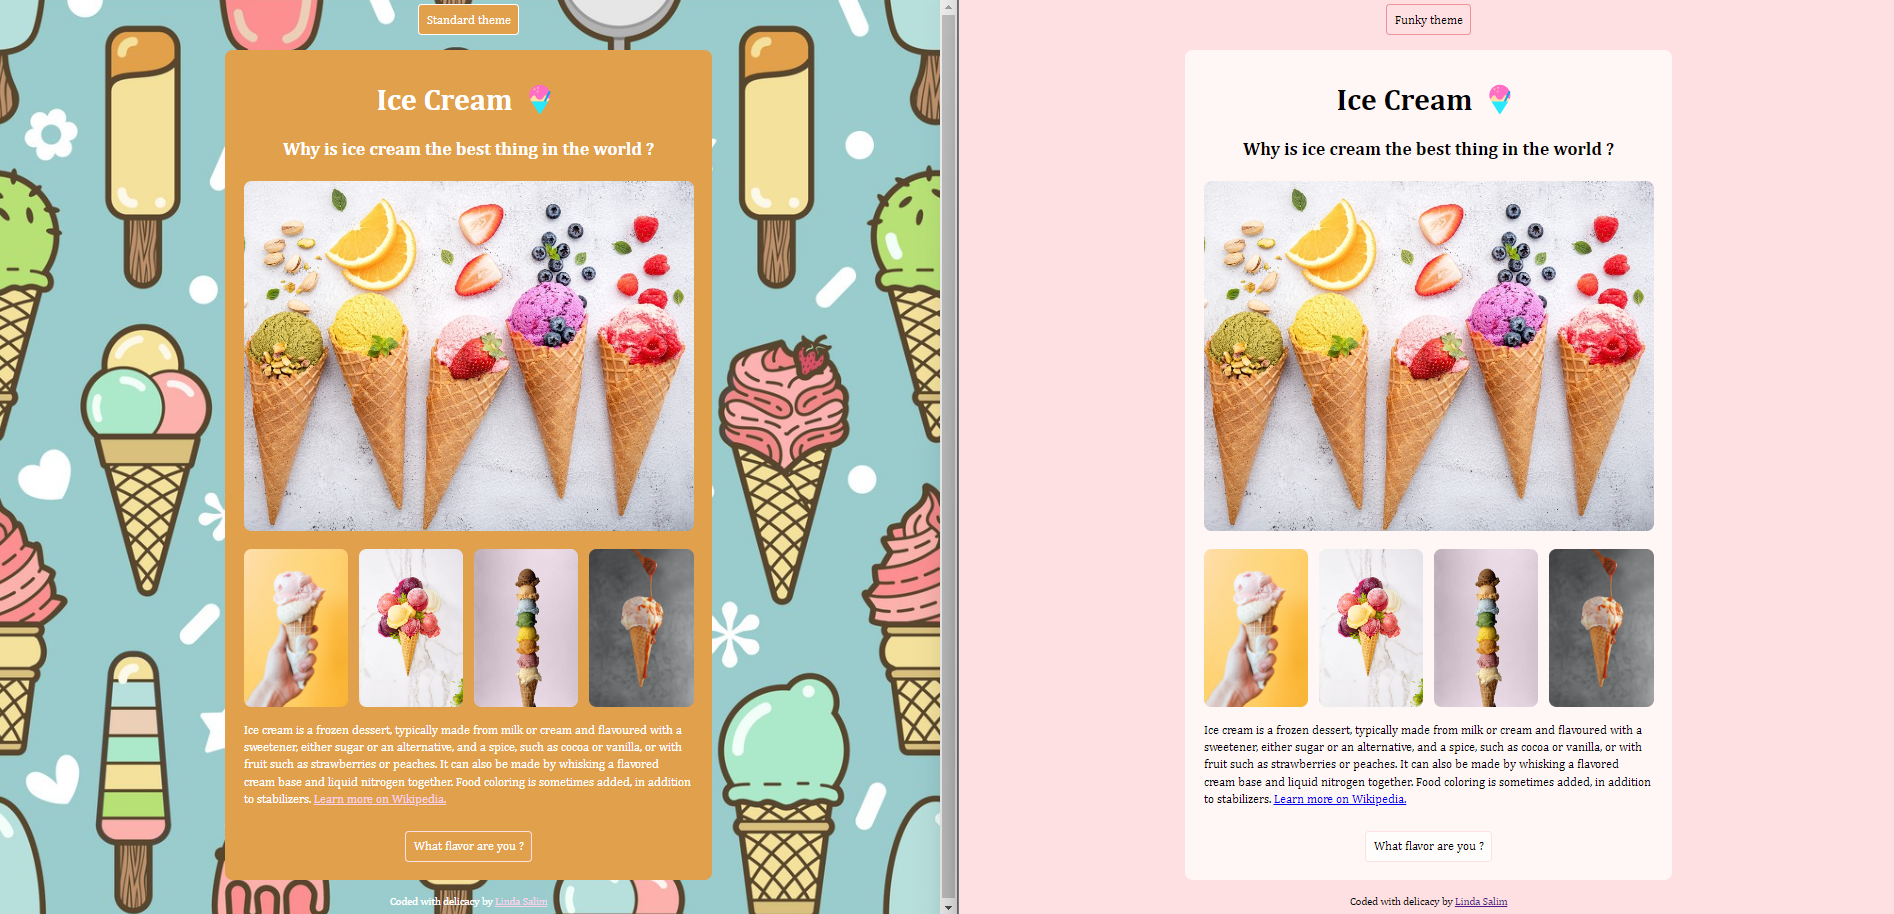 Standard theme
Ice Cream
Why is ice cream the best thing in the world ?
Ice cream is a frozen dessert, typically made from milk or cream and flavoured with a
sweetener, either sugar or an alternative, and a spice, such as cocoa or vanilla, or with
fruit such as strawberries or peaches. It can also be made by whisking a flavored
cream base and liquid nitrogen together. Food coloring is sometimes added, in addition
to stabilizers. Learn more on Wikipedia.
What flavor are you ?
Coded with delicacy by Linda Salim
Funky theme
Ice Cream
Why is ice cream the best thing in the world ?
Ice cream is a frozen dessert, typically made from milk or cream and flavoured with a
sweetener, either sugar or an alternative, and a spice, such as cocoa or vanilla, or with
fruit such as strawberries or peaches. It can also be made by whisking a flavored
cream base and liquid nitrogen together. Food coloring is sometimes added, in addition
to stabilizers. Learn more on Wikipedia.
What flavor are you ?
Coded with delicacy by Linda Salim